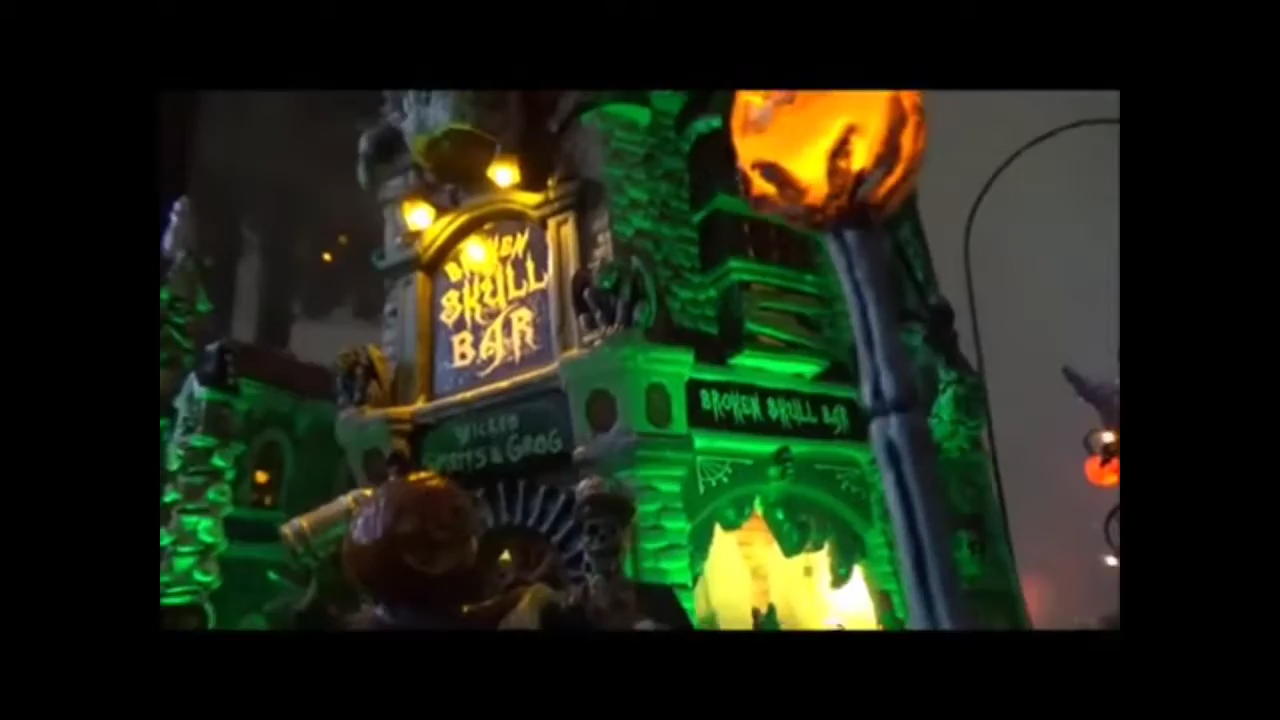 BROKEN
SKULL
BAR
WICKED
SPIRITS & GROG
BROKEN SKULL BAR